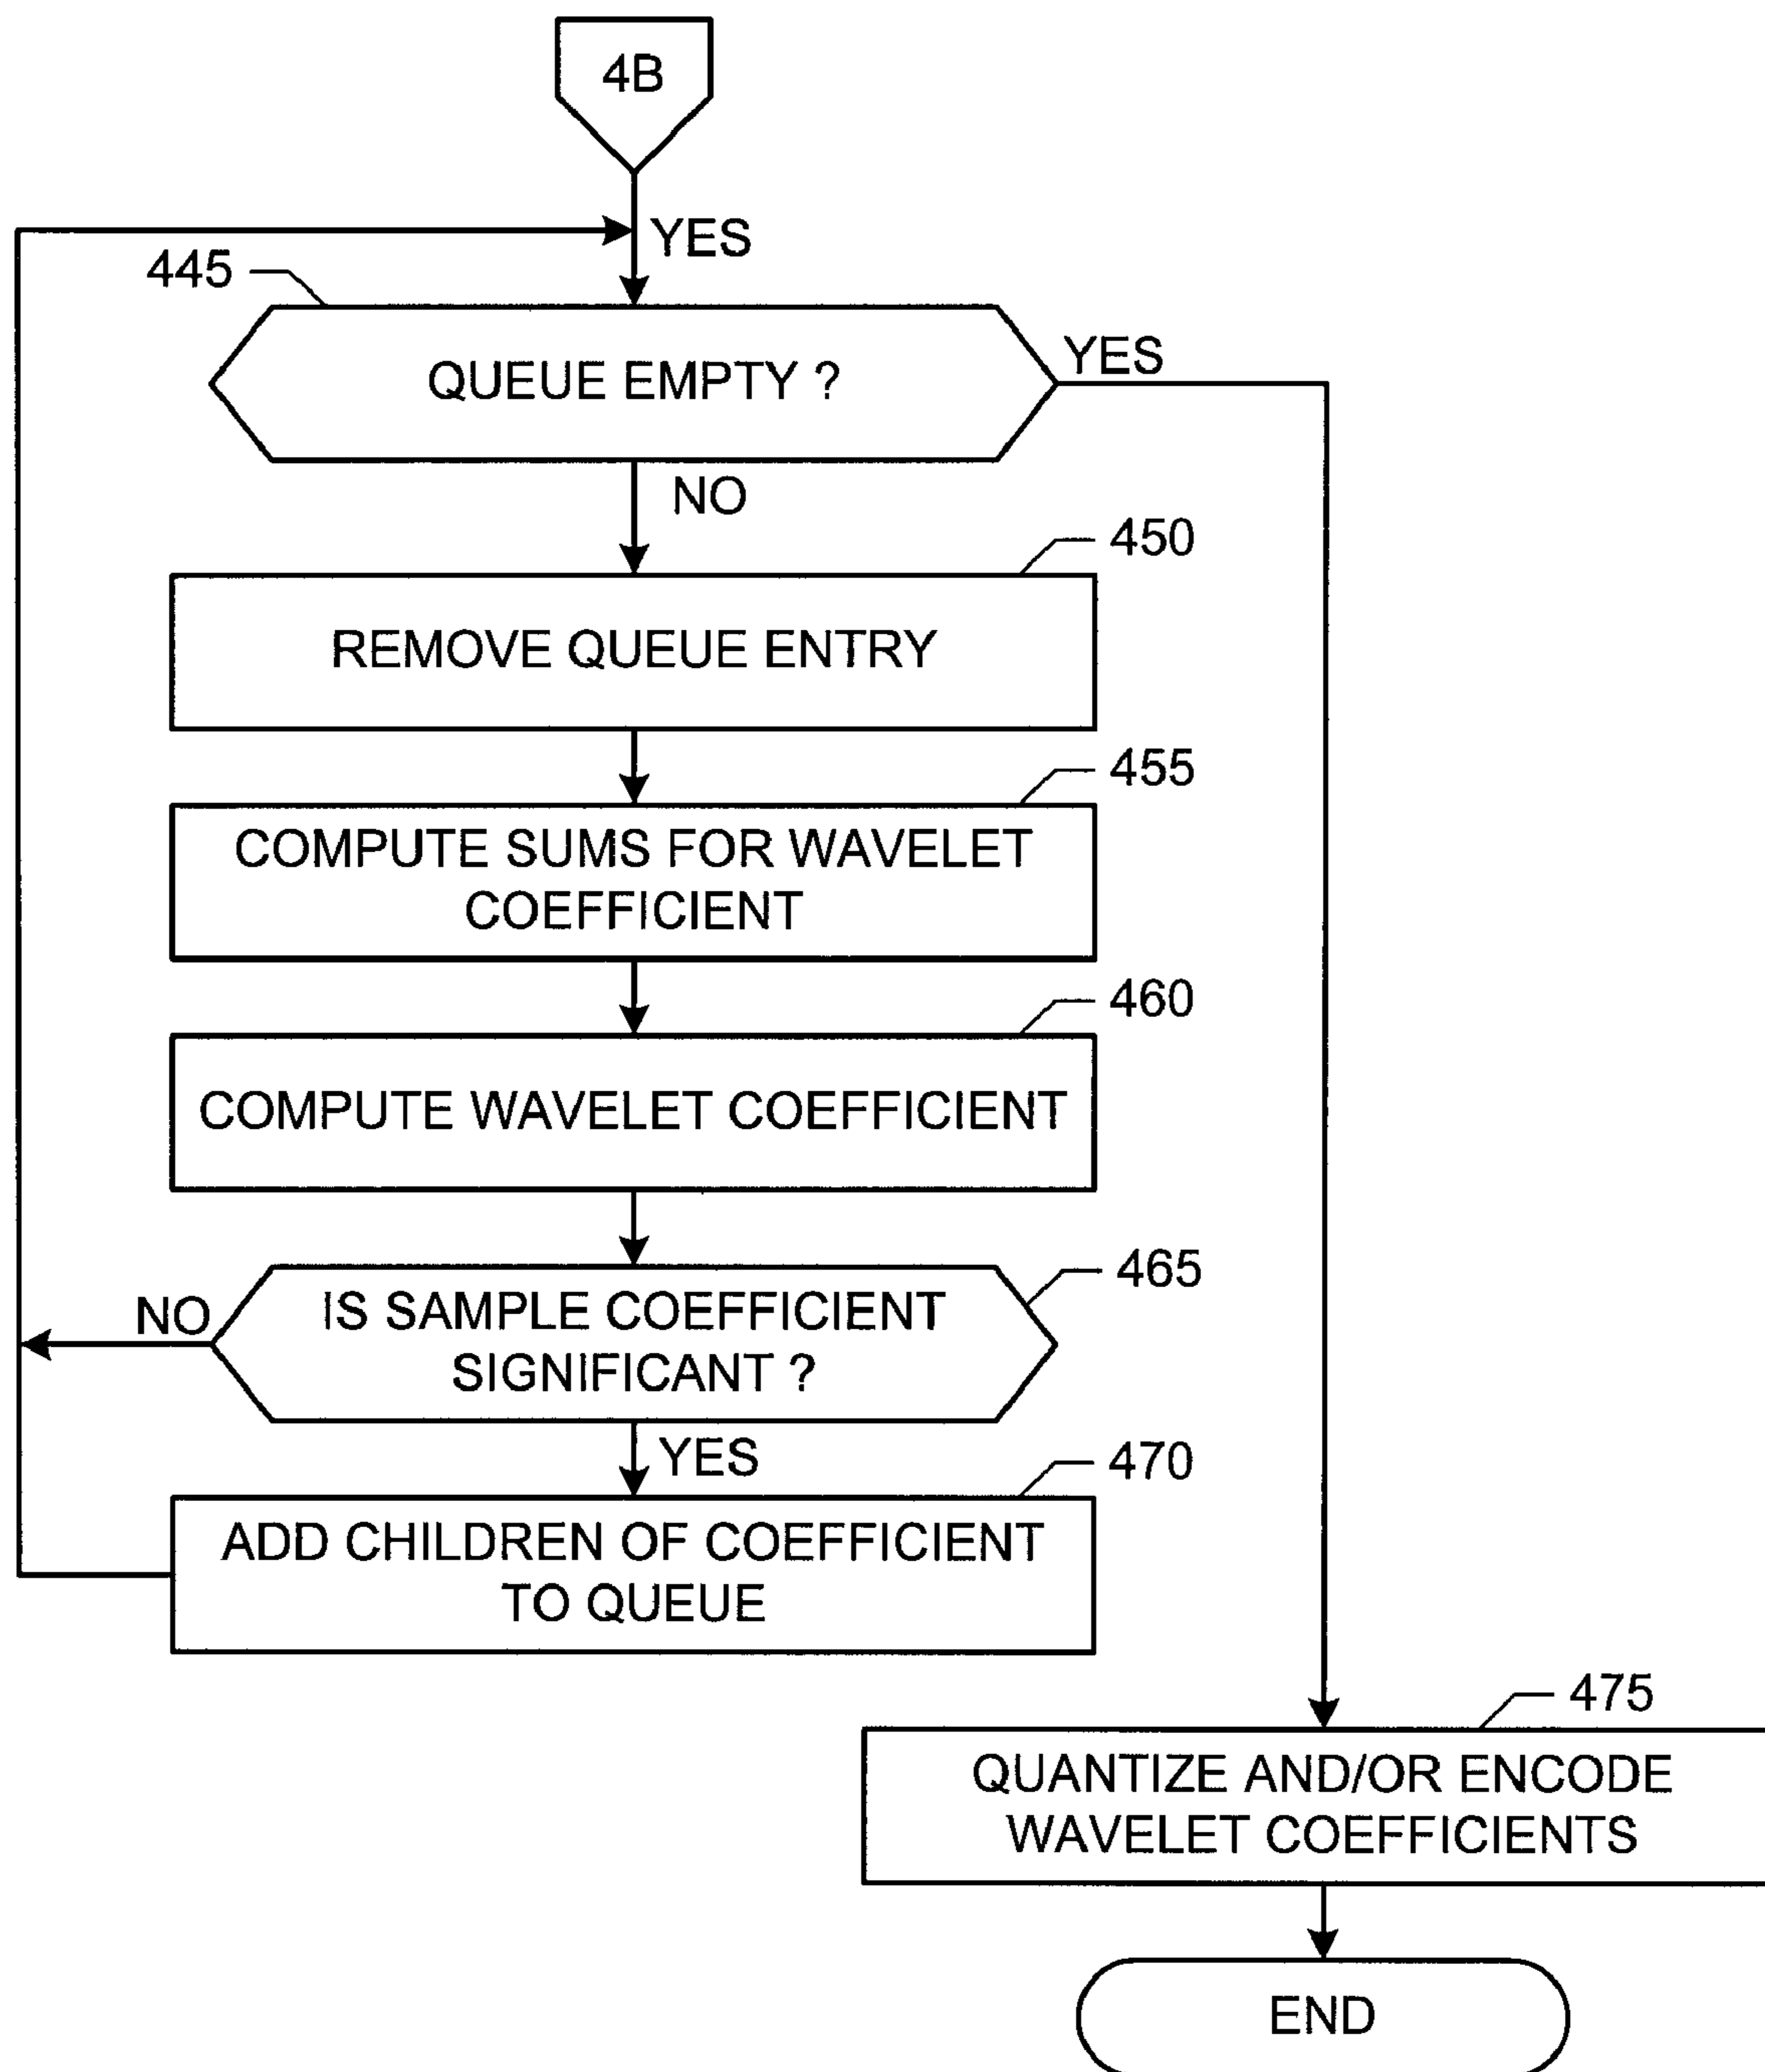 4B
YES
445
QUEUE EMPTY ?
YES
NO
450
REMOVE QUEUE ENTRY
455
COMPUTE SUMS FOR WAVELET
COEFFICIENT
460
COMPUTE WAVELET COEFFICIENT
465
NO
IS SAMPLE COEFFICIENT
SIGNIFICANT ?
YES
470
ADD CHILDREN OF COEFFICIENT
TO QUEUE
475
QUANTIZE AND/OR ENCODE
WAVELET COEFFICIENTS
END